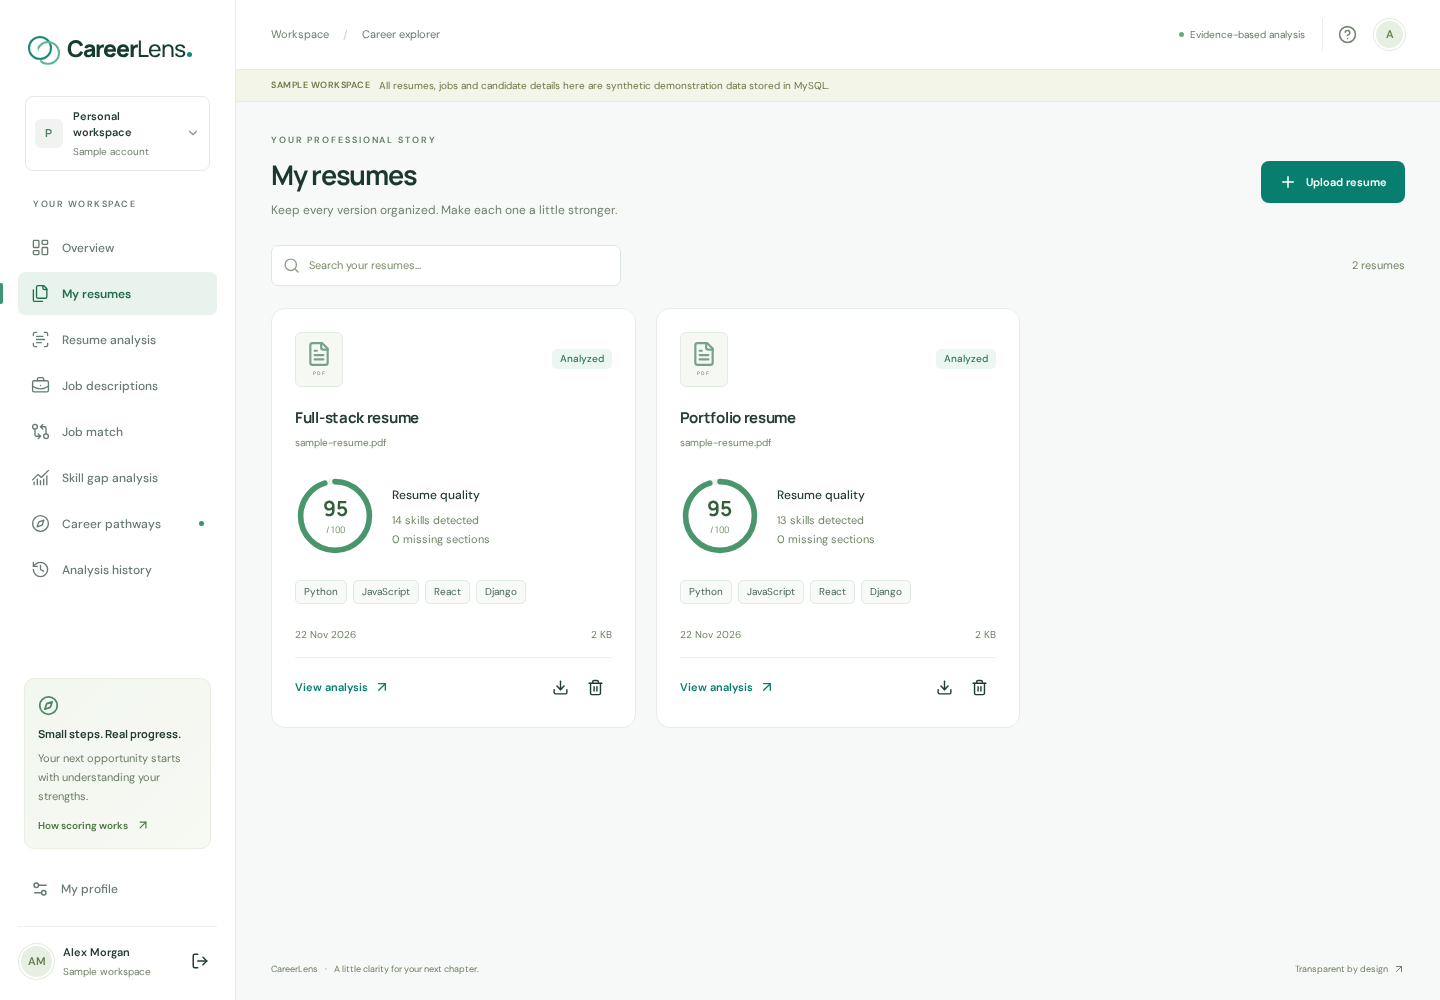 CareerLens.
P
Personal
workspace
Sample account
YOUR WORKSPACE
Overview
My resumes
Resume analysis
Job descriptions
Job match
Skill gap analysis
Career pathways
Analysis history
Small steps. Real progress.
Your next opportunity starts
with understanding your
strengths.
How scoring works
My profile
AM
Alex Morgan
Sample workspace
Workspace / Career explorer
Evidence-based analysis
A
SAMPLE WORKSPACE All resumes, jobs and candidate details here are synthetic demonstration data stored in MySQL.
YOUR PROFESSIONAL STORY
My resumes
Keep every version organized. Make each one a little stronger.
Upload resume
Search your resumes...
2 resumes
PDF
Analyzed
Full-stack resume
sample-resume.pdf
95
/100
Resume quality
14 skills detected
0 missing sections
Python JavaScript React Django
22 Nov 2026 2 KB
View analysis
PDF
Analyzed
Portfolio resume
sample-resume.pdf
95
/100
Resume quality
13 skills detected
0 missing sections
Python JavaScript React Django
22 Nov 2026 2 KB
View analysis
CareerLens · A little clarity for your next chapter.
Transparent by design